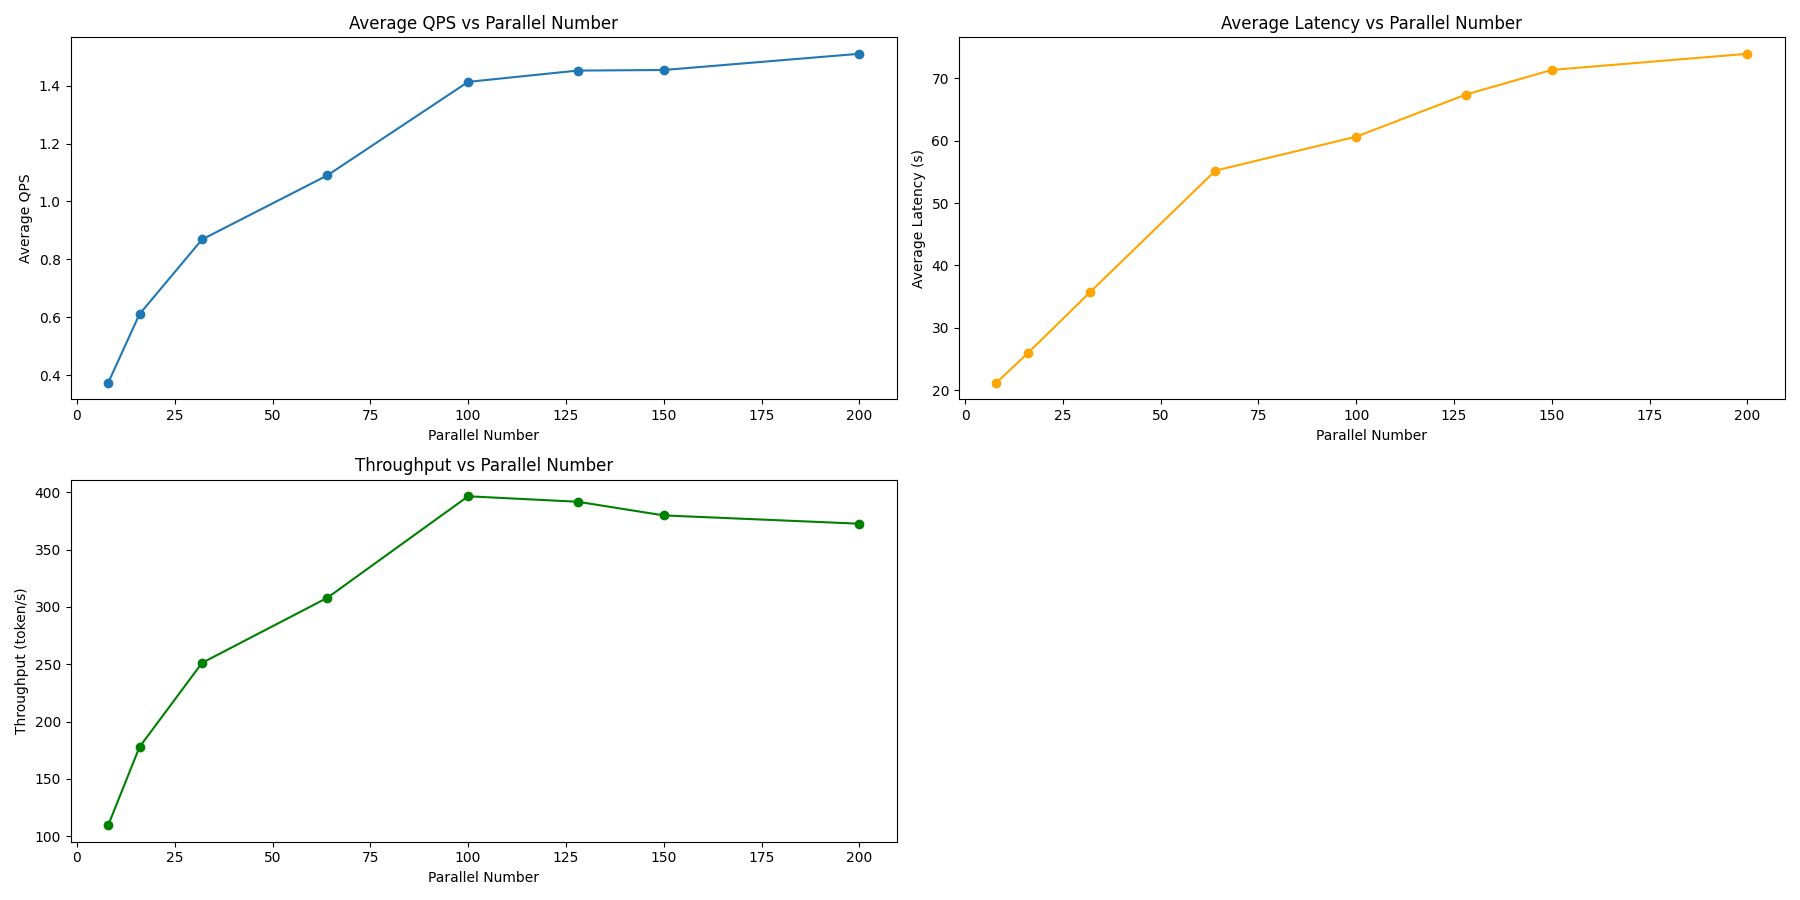 Average QPS vs Parallel Number
Average QPS
1.4
1.2
1.0
0.8
0.6
0.4
0 25 50 75 100 125 150 175 200
Parallel Number
Average Latency vs Parallel Number
Average Latency (s)
70
60
50
40
30
20
0 25 50 75 100 125 150 175 200
Parallel Number
Throughput vs Parallel Number
Throughput (token/s)
400
350
300
250
200
150
100
0 25 50 75 100 125 150 175 200
Parallel Number